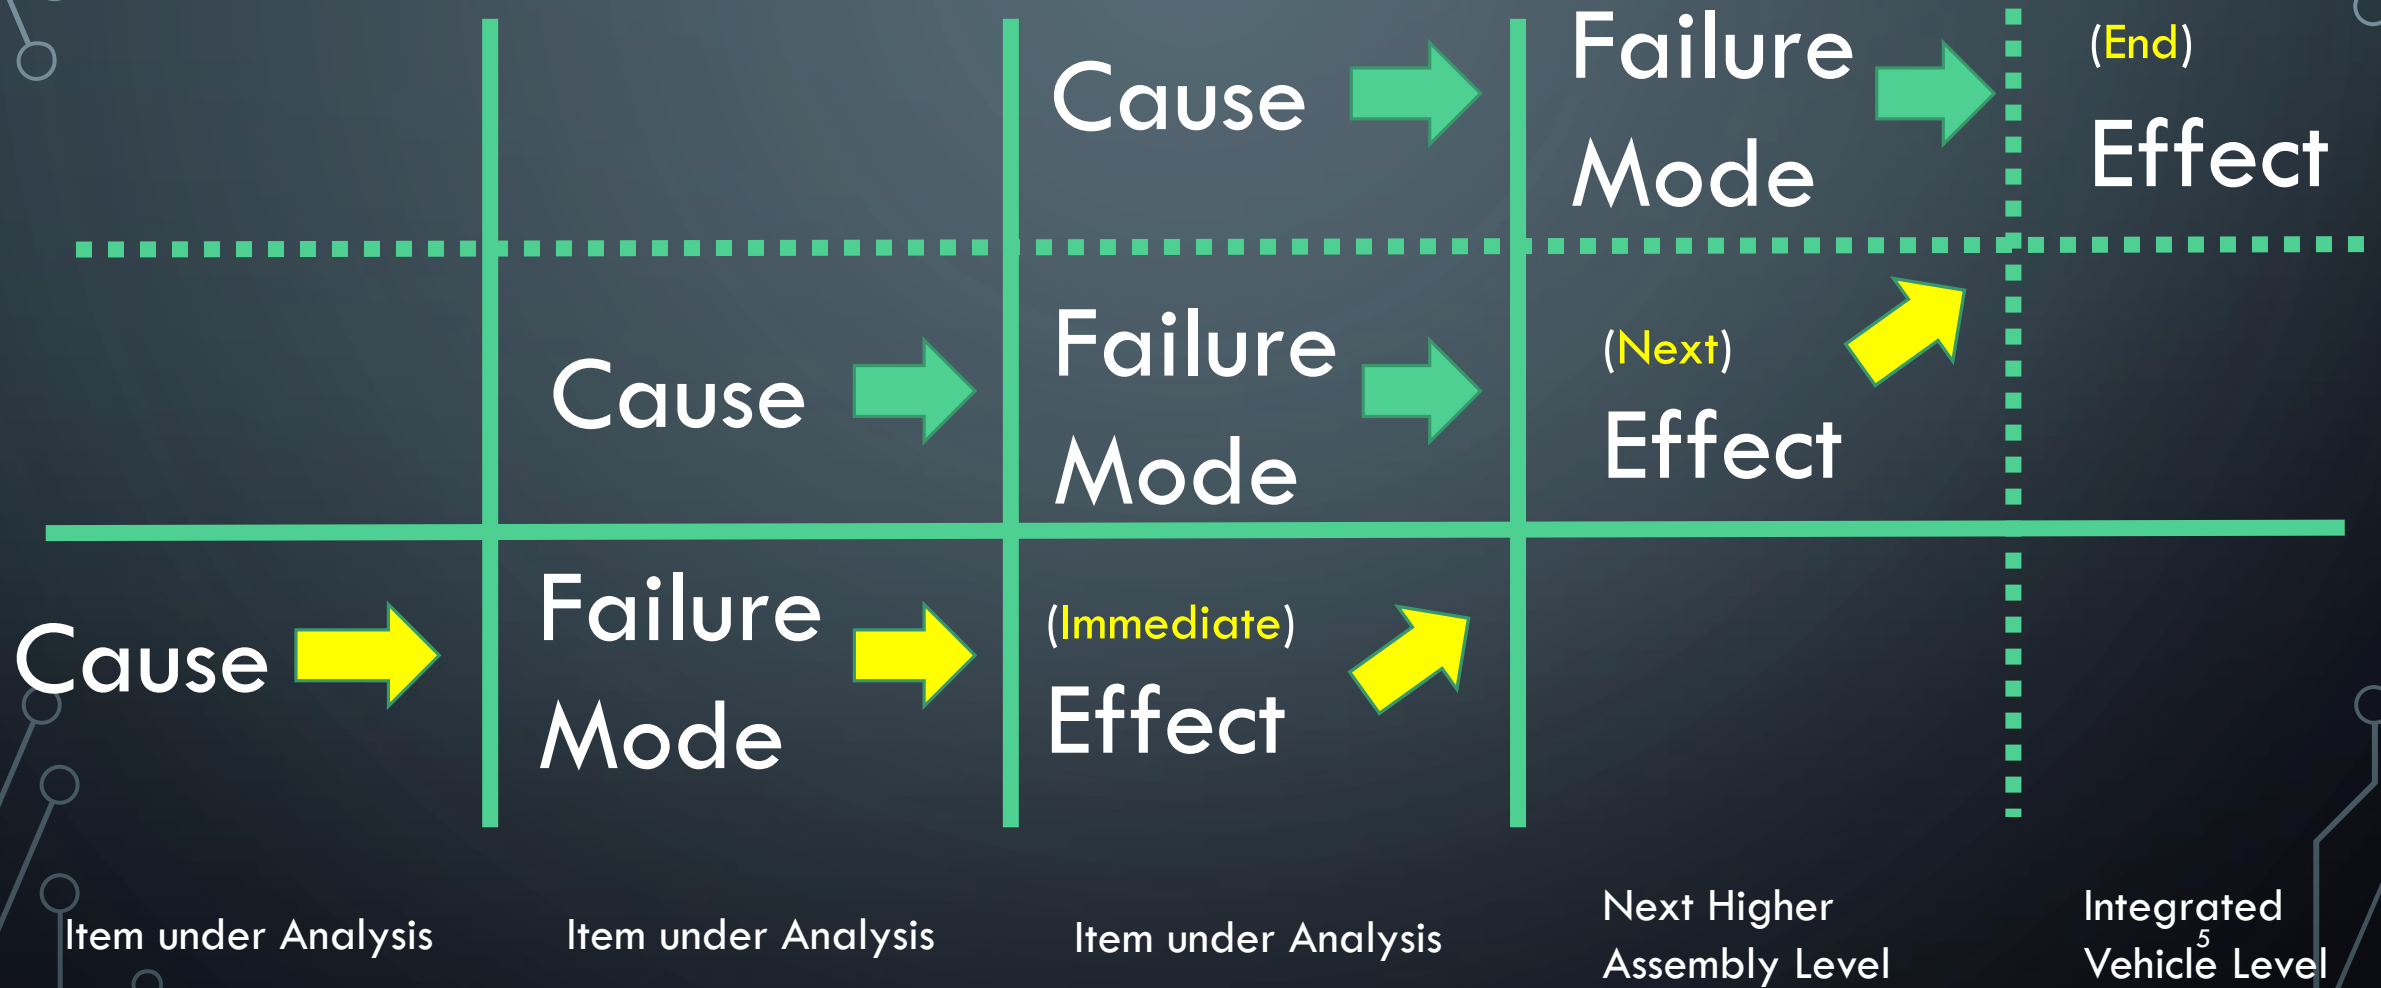 Cause
Failure
Mode
(End)
Effect
Cause
Failure
Mode
(Next)
Effect
Cause
Failure
Mode
(Immediate)
Effect
Item under Analysis
Item under Analysis
Item under Analysis
Next Higher
Assembly Level
Integrated
Vehicle Level
5